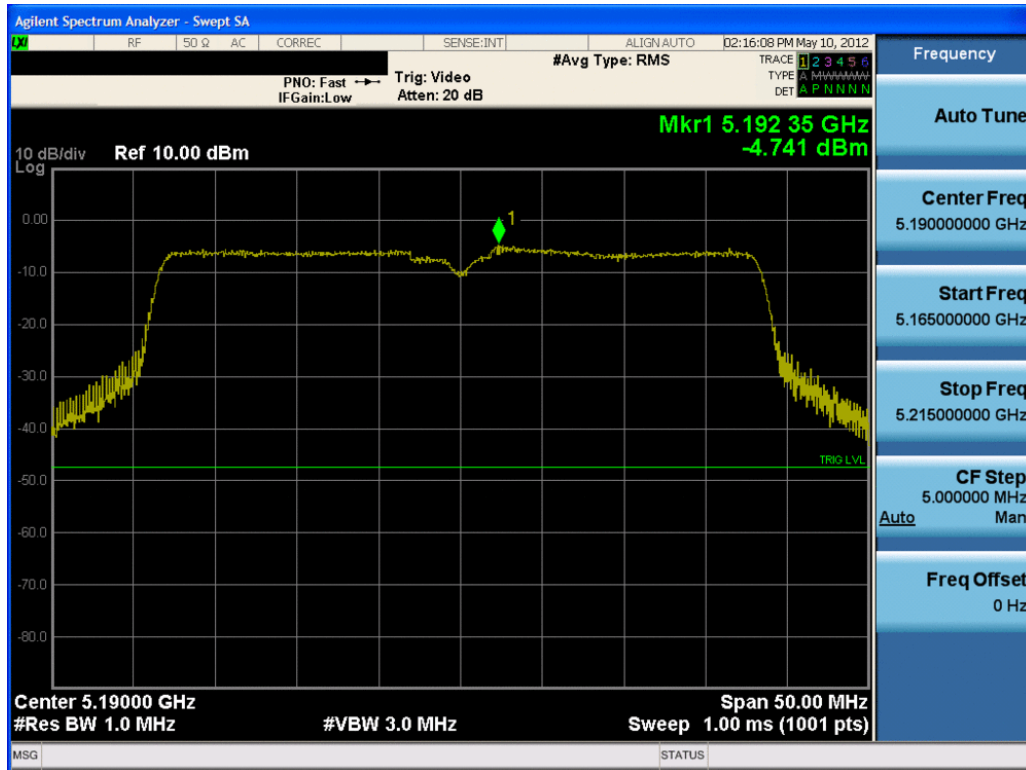 Agilent Spectrum Analyzer - Swept SA
LXI RF 50 Ω AC CORREC SENSE:INT ALIGNAUTO 02:16:08 PM May 10, 2012
PNO: Fast
IFGain:Low
Trig: Video
Atten: 20 dB
#Avg Type: RMS
TRACE 1 2 3 4 5 6
TYPE A
DET A P N N N N
Mkr1 5.192 35 GHz
-4.741 dBm
10 dB/div Ref 10.00 dBm
Log
1
0.00
-10.0
-20.0
-30.0
-40.0
-50.0
-60.0
-70.0
-80.0
TRIG LVL
Center 5.19000 GHz Span 50.00 MHz
#Res BW 1.0 MHz #VBW 3.0 MHz Sweep 1.00 ms (1001 pts)
MSG STATUS
Frequency
Auto Tune
Center Freq
5.190000000 GHz
Start Freq
5.165000000 GHz
Stop Freq
5.215000000 GHz
CF Step
5.000000 MHz
Auto Man
Freq Offset
0 Hz